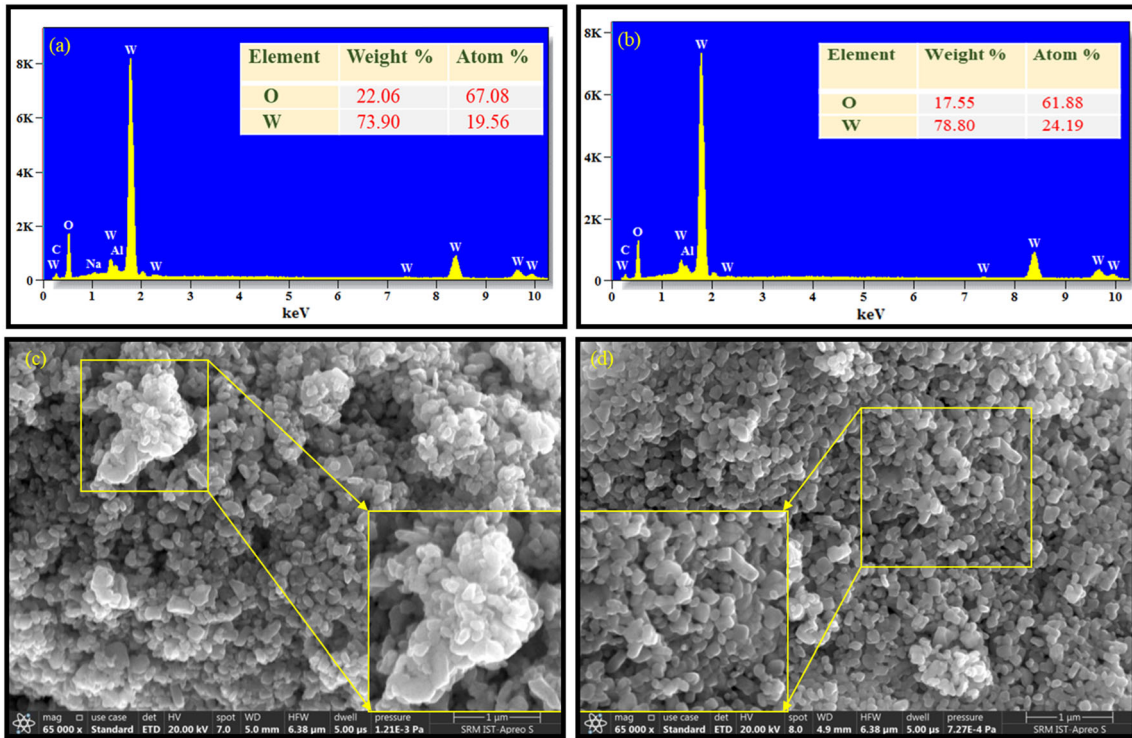 (a)
Element Weight % Atom %
O 22.06 67.08
W 73.90 19.56
8K
6K
4K
2K
0
W
C
W
O
Na
W
Al
W
W
W
W
W
0 1 2 3 4 5 6 7 8 9 10
keV
(b)
Element Weight % Atom %
O 17.55 61.88
W 78.80 24.19
8K
6K
4K
2K
0
W
C
W
O
W
Al
W
W
W
W
W
0 1 2 3 4 5 6 7 8 9 10
keV
(c)
mag □ use case det HV spot WD HFW dwell pressure 1 µm
65 000 x Standard ETD 20.00 kV 7.0 5.0 mm 6.38 µm 5.00 µs 1.21E-3 Pa SRM IST-Apreo S
(d)
mag □ use case det HV spot WD HFW dwell pressure 1 µm
65 000 x Standard ETD 20.00 kV 8.0 4.9 mm 6.38 µm 5.00 µs 7.27E-4 Pa SRM IST-Apreo S